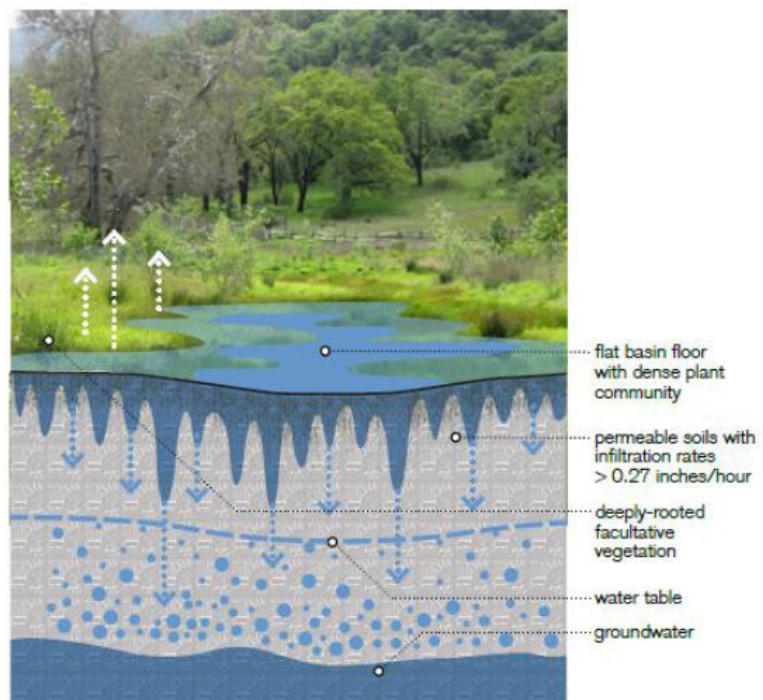 flat basin floor
with dense plant
community
permeable soils with
infiltration rates
> 0.27 inches/hour
deeply-rooted
facultative
vegetation
water table
groundwater